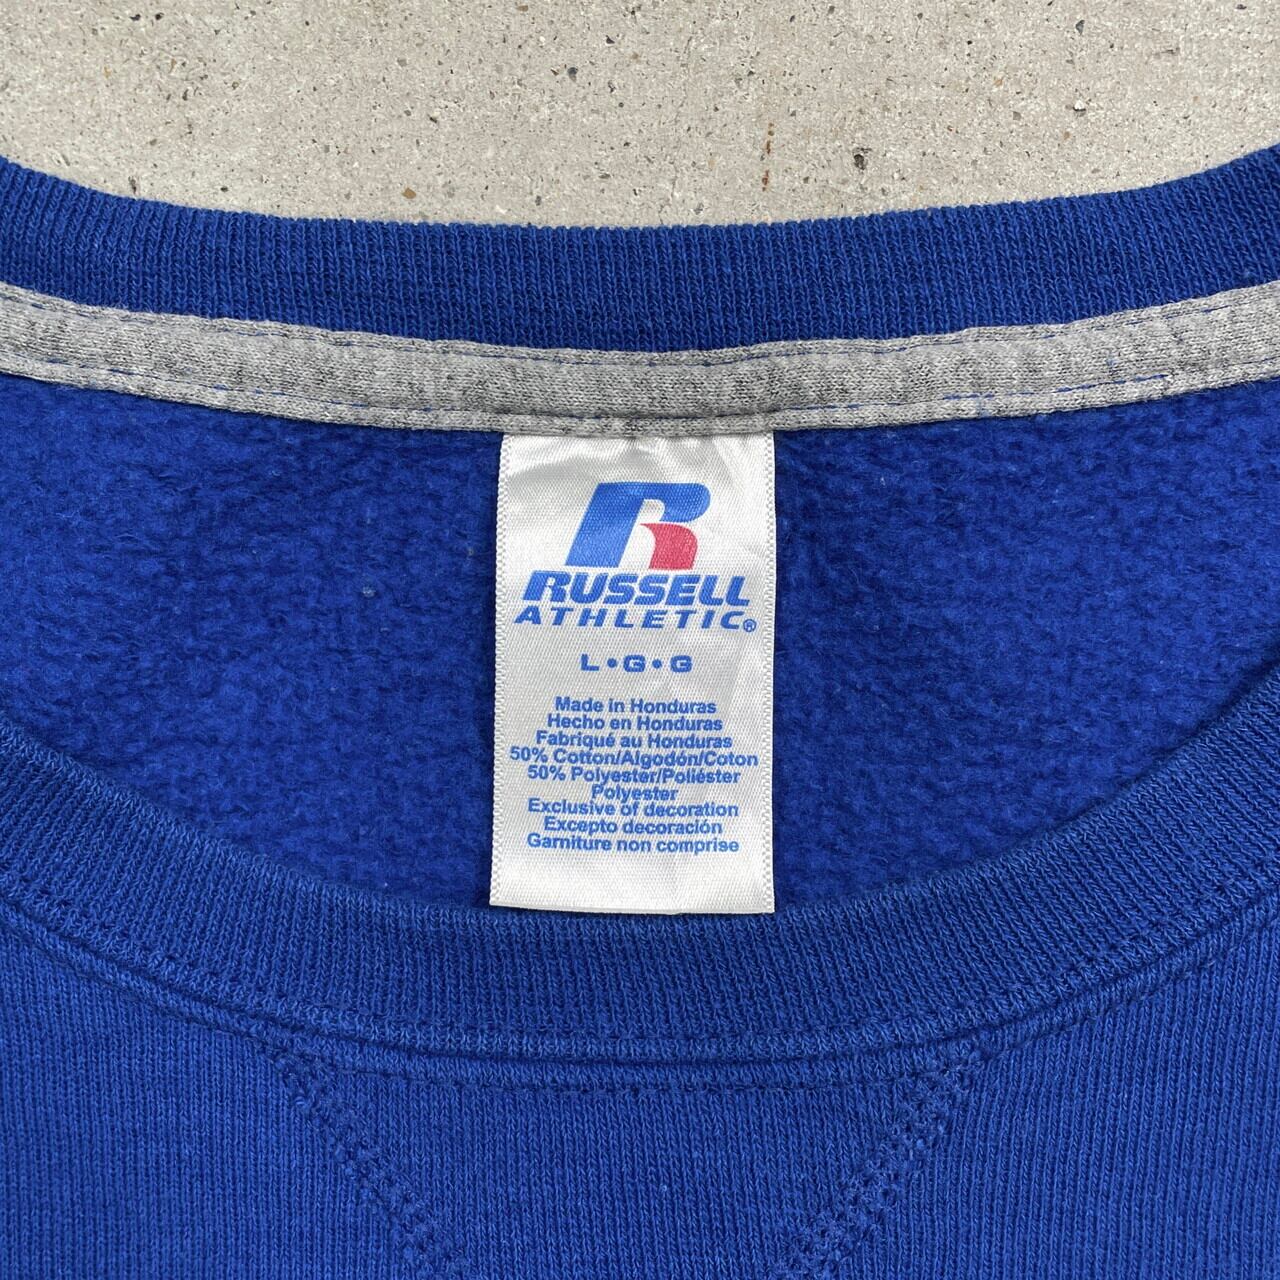 R
RUSSELL
ATHLETIC®
L•G•G
Made in Honduras
Hecho en Honduras
Fabriqué au Honduras
50% Cotton/Algodón/Coton
50% Polyester/Poliéster
Polyester
Exclusive of decoration
Excepto decoración
Garniture non comprise